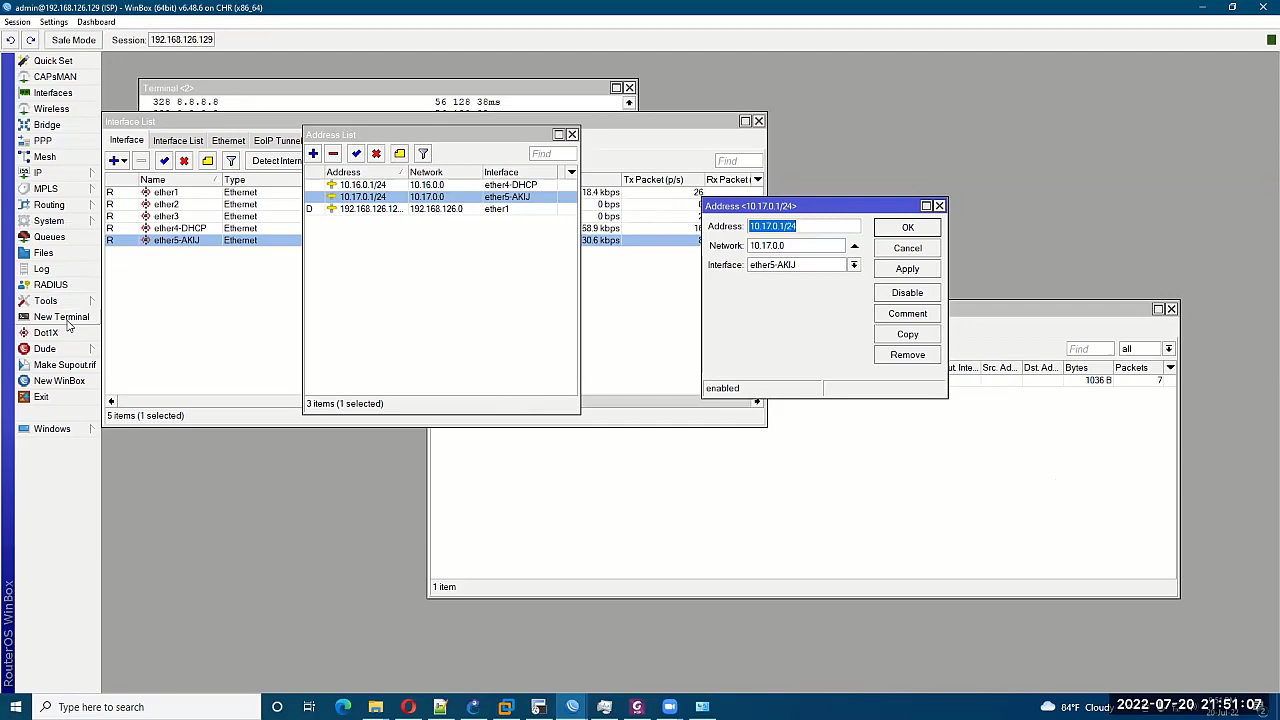 admin@192.168.126.129 (ISP) - WinBox (64bit) v6.48.6 on CHR (x86_64)
Session Settings Dashboard
Safe Mode Session: 192.168.126.129
Quick Set
CAPsMAN
Interfaces
Wireless
Bridge
PPP
Mesh
IP
MPLS
Routing
System
Queues
Files
Log
RADIUS
Tools
New Terminal
Dot1X
Dude
Make Supout.rif
New WinBox
Exit
Windows
RouterOS WinBox
Terminal <2>
328 8.8.8.8 56 128 38ms
Interface List
Interface Interface List Ethernet EoIP Tunnel
Detect Intern
Find
Name Type Tx Packet (p/s) Rx Packet (
R ether1 Ethernet 18.4 kbps 26
R ether2 Ethernet 0 bps
R ether3 Ethernet 0 bps
R ether4-DHCP Ethernet
R ether5-AKIJ Ethernet
5 items (1 selected)
Address List
Find
Address Network Interface
10.16.0.1/24 10.16.0.0 ether4-DHCP
10.17.0.1/24 10.17.0.0 ether5-AKIJ
D 192.168.126.12... 192.168.126.0 ether1
3 items (1 selected)
Address <10.17.0.1/24>
Address: 10.17.0.1/24
Network: 10.17.0.0
Interface: ether5-AKIJ
OK
Cancel
Apply
Disable
Comment
Copy
Remove
enabled
Find all
Src. Ad... Dst. Ad... Bytes Packets
1036 B 7
1 item
Type here to search
84°F Cloudy
2022-07-20 21:51:07